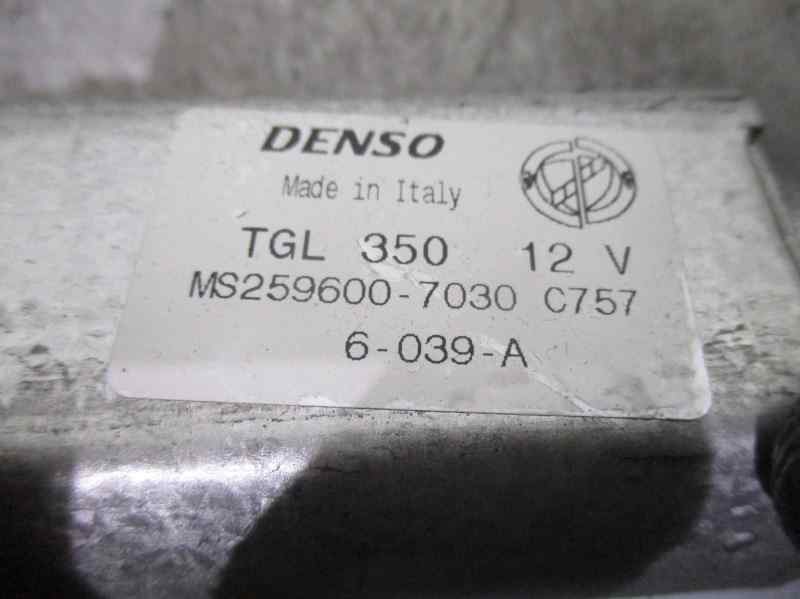 DENSO
Made in Italy
TGL 350 12 V
MS259600-7030 C757
6-039-A